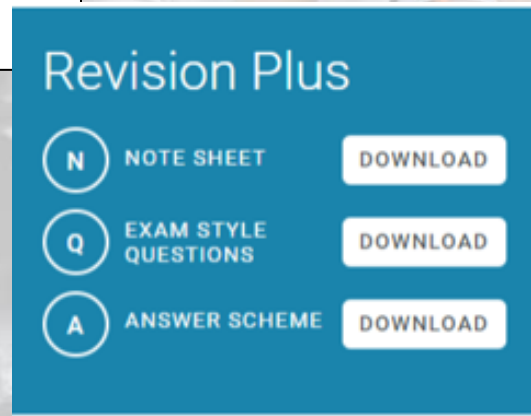 Revision Plus
N NOTE SHEET DOWNLOAD
Q EXAM STYLE QUESTIONS DOWNLOAD
A ANSWER SCHEME DOWNLOAD